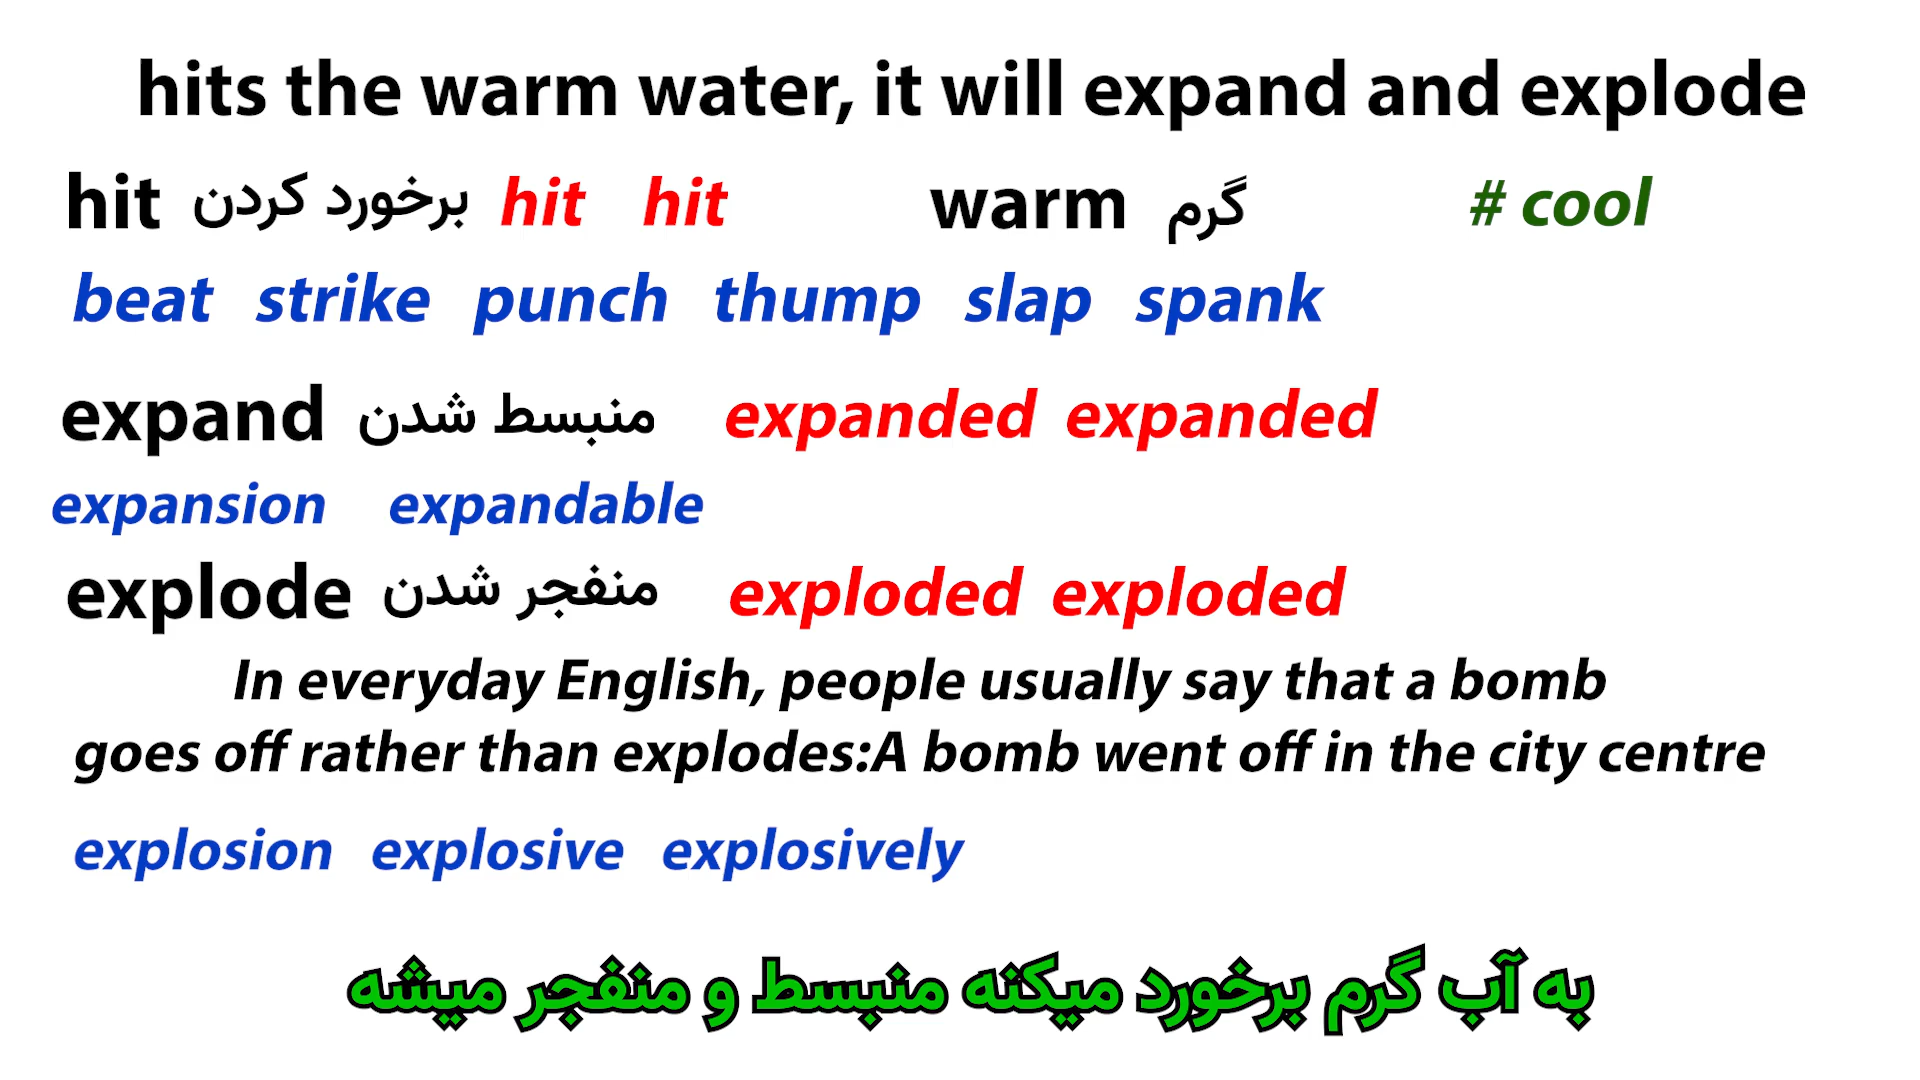 hits the warm water, it will expand and explode
hit برخورد کردن hit hit warm گرم # cool
beat strike punch thump slap spank
expand منبسط شدن expanded expanded
expansion expandable
explode منفجر شدن exploded exploded
In everyday English, people usually say that a bomb
goes off rather than explodes:A bomb went off in the city centre
explosion explosive explosively
به آب گرم برخورد میکنه منبسط و منفجر میشه